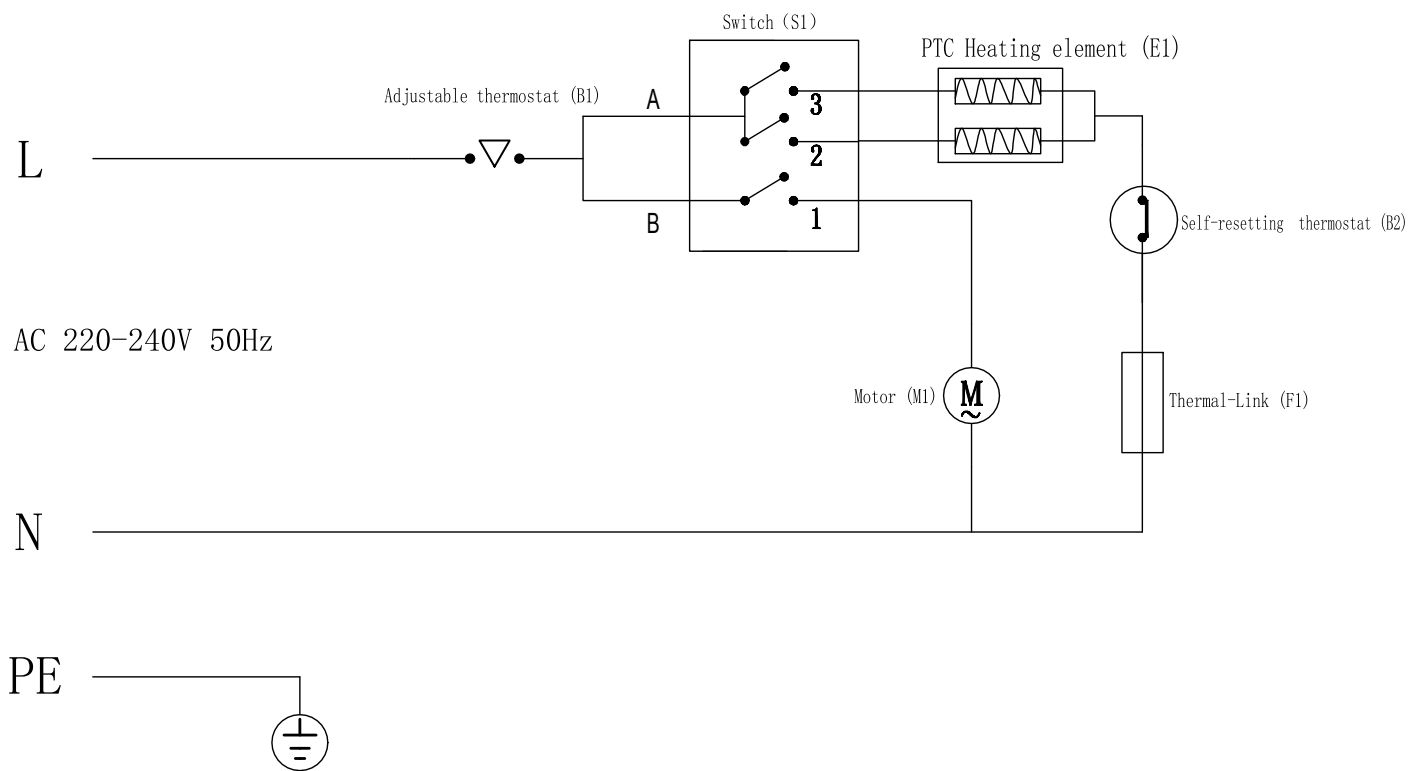 Switch (S1)
PTC Heating element (E1)
Adjustable thermostat (B1)
A
3
L
2
B
1
Self-resetting thermostat (B2)
AC 220-240V 50Hz
Motor (M1)
M
~
Thermal-Link (F1)
N
PE